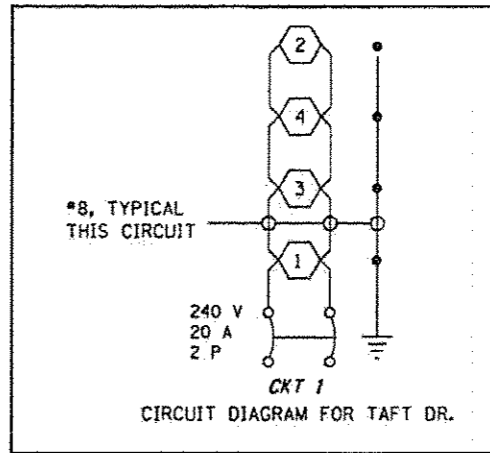 2
4
3
#8, TYPICAL
THIS CIRCUIT
1
240 V
20 A
2 P
CKT 1
CIRCUIT DIAGRAM FOR TAFT DR.